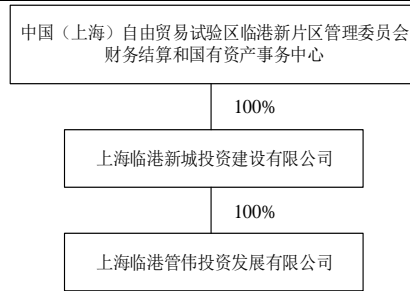 中国（上海）自由贸易试验区临港新片区管理委员会
财务结算和国有资产事务中心
100%
上海临港新城投资建设有限公司
100%
上海临港管伟投资发展有限公司